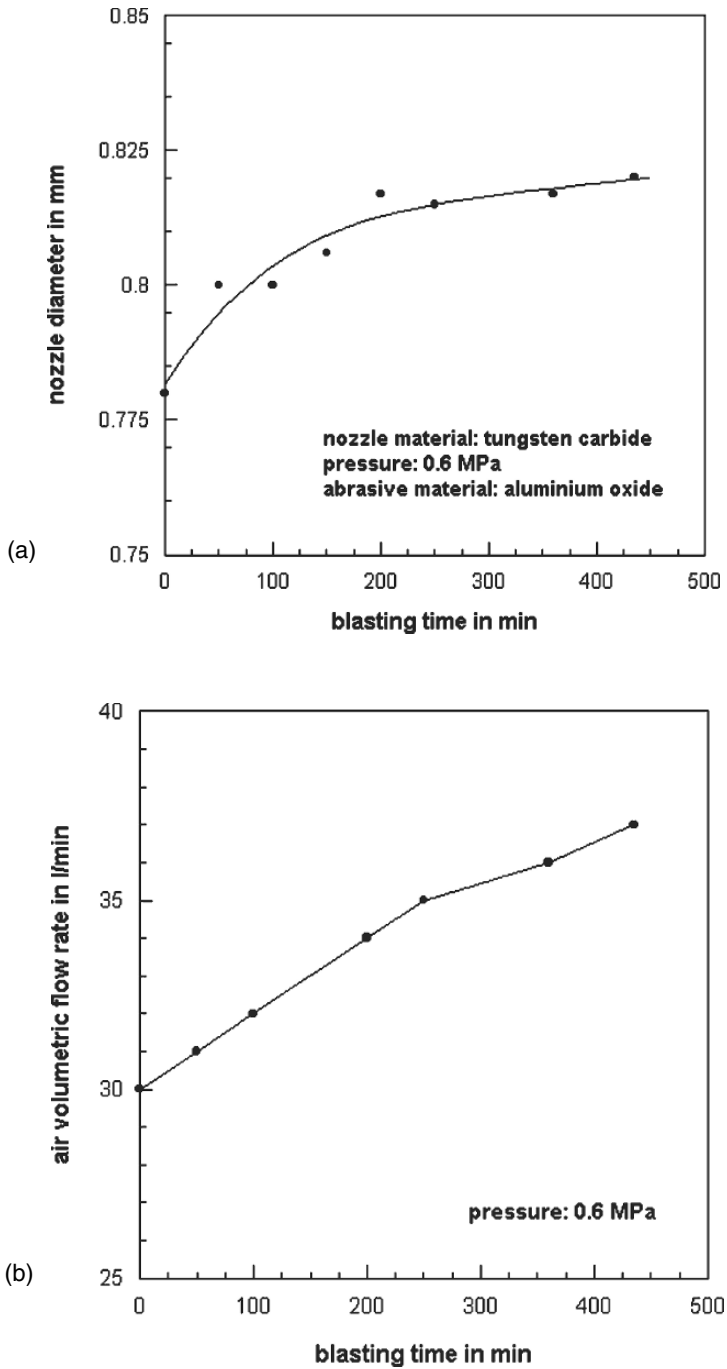 0.85
0.825
0.8
0.775
0.75
nozzle diameter in mm
nozzle material: tungsten carbide
pressure: 0.6 MPa
abrasive material: aluminium oxide
(a)
0 100 200 300 400 500
blasting time in min
40
35
30
25
air volumetric flow rate in l/min
pressure: 0.6 MPa
(b)
0 100 200 300 400 500
blasting time in min